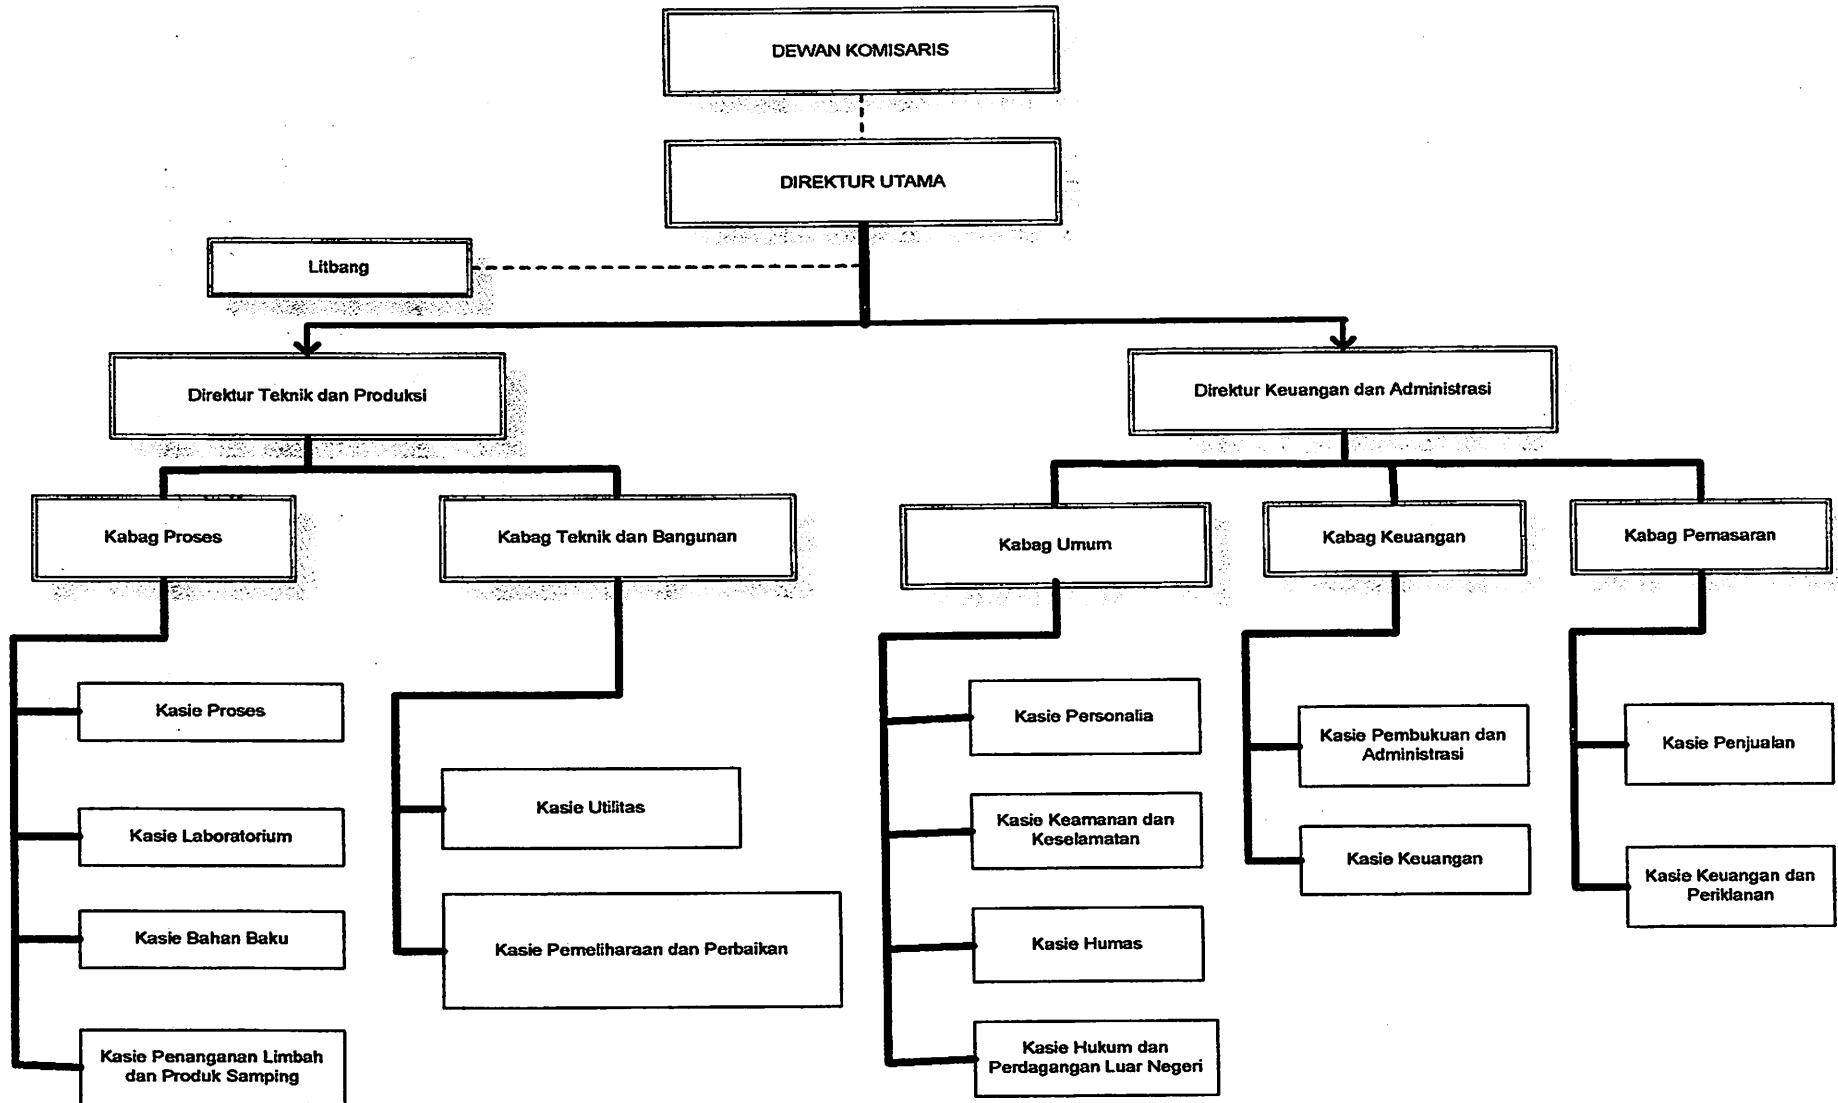 DEWAN KOMISARIS
DIREKTUR UTAMA
Litbang
Direktur Teknik dan Produksi
Direktur Keuangan dan Administrasi
Kabag Proses
Kabag Teknik dan Bangunan
Kabag Umum
Kabag Keuangan
Kabag Pemasaran
Kasie Proses
Kasie Laboratorium
Kasie Bahan Baku
Kasie Penanganan Limbah
dan Produk Samping
Kasie Utilitas
Kasie Pemeliharaan dan Perbaikan
Kasie Personalia
Kasie Keamanan dan
Keselamatan
Kasie Humas
Kasie Hukum dan
Perdagangan Luar Negeri
Kasie Pembukuan dan
Administrasi
Kasie Keuangan
Kasie Penjualan
Kasie Keuangan dan
Periklanan